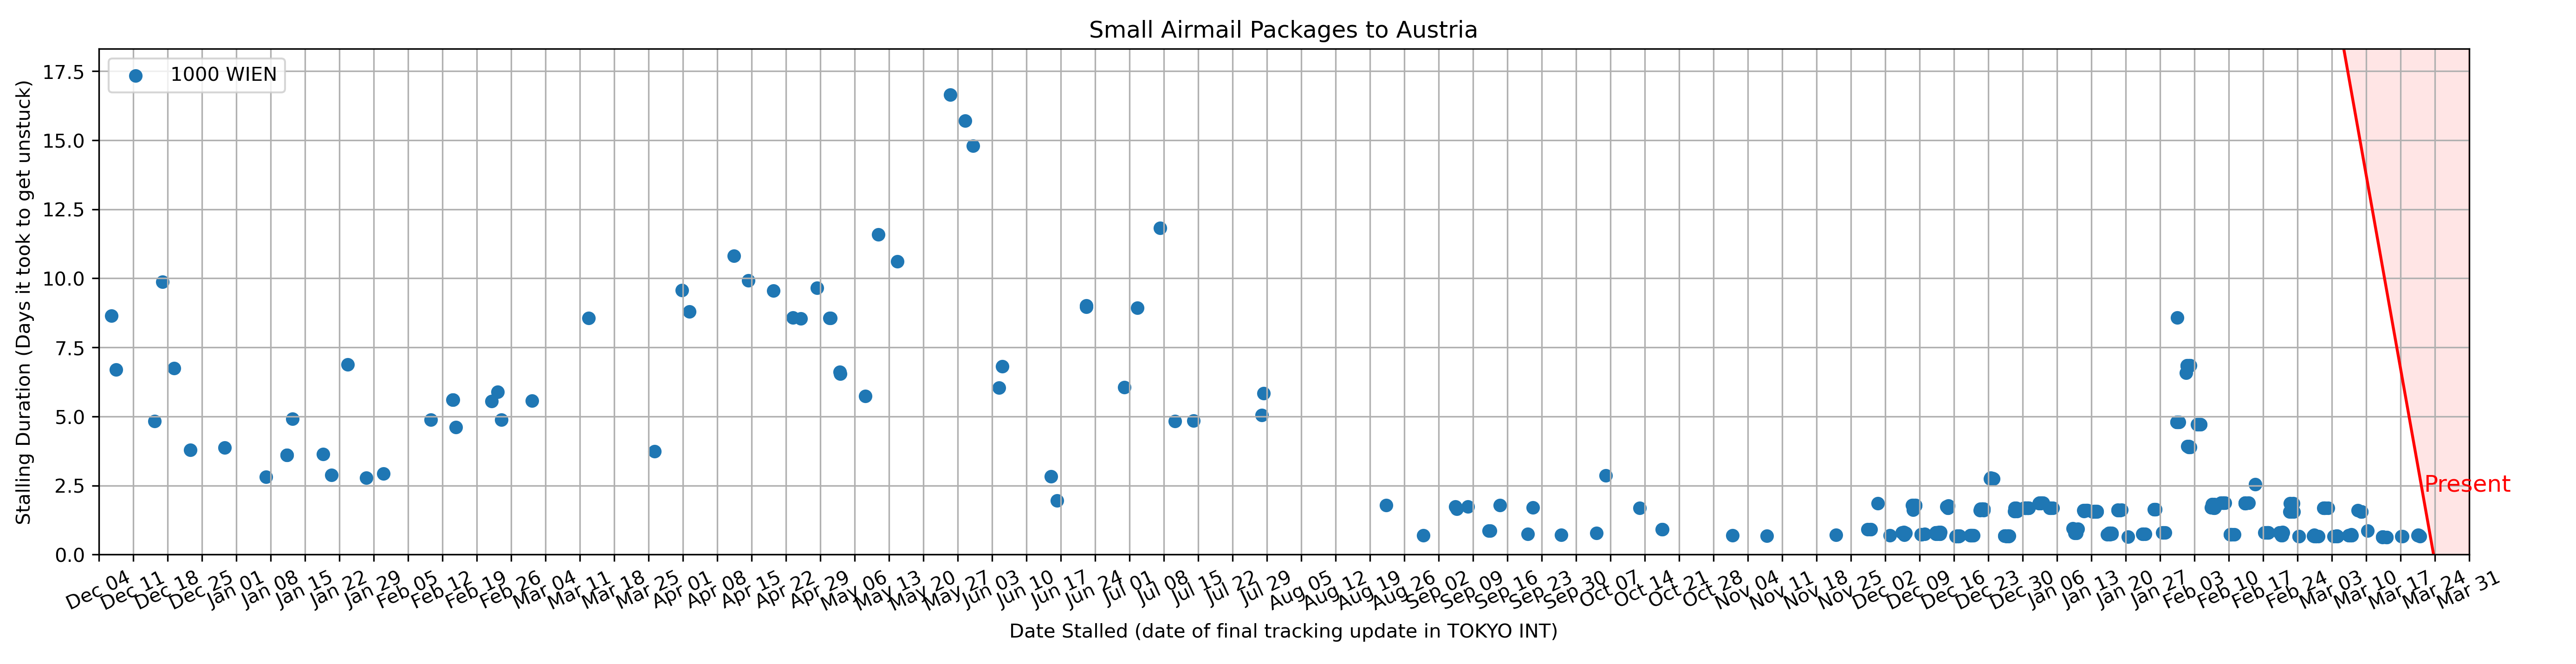 Small Airmail Packages to Austria
1000 WIEN
Stalling Duration (Days it took to get unstuck)
17.5
15.0
12.5
10.0
7.5
5.0
2.5
0.0
Present
Dec 04
Dec 11
Dec 18
Dec 25
Jan 01
Jan 08
Jan 15
Jan 22
Jan 29
Feb 05
Feb 12
Feb 19
Feb 26
Mar 04
Mar 11
Mar 18
Mar 25
Apr 01
Apr 08
Apr 15
Apr 22
Apr 29
May 06
May 13
May 20
May 27
Jun 03
Jun 10
Jun 17
Jun 24
Jul 01
Jul 08
Jul 15
Jul 22
Jul 29
Aug 05
Aug 12
Aug 19
Aug 26
Sep 02
Sep 09
Sep 16
Sep 23
Sep 30
Oct 07
Oct 14
Oct 21
Oct 28
Nov 04
Nov 11
Nov 18
Nov 25
Dec 02
Dec 09
Dec 16
Dec 23
Dec 30
Jan 06
Jan 13
Jan 20
Jan 27
Feb 03
Feb 10
Feb 17
Feb 24
Mar 03
Mar 10
Mar 17
Mar 24
Mar 31
Date Stalled (date of final tracking update in TOKYO INT)